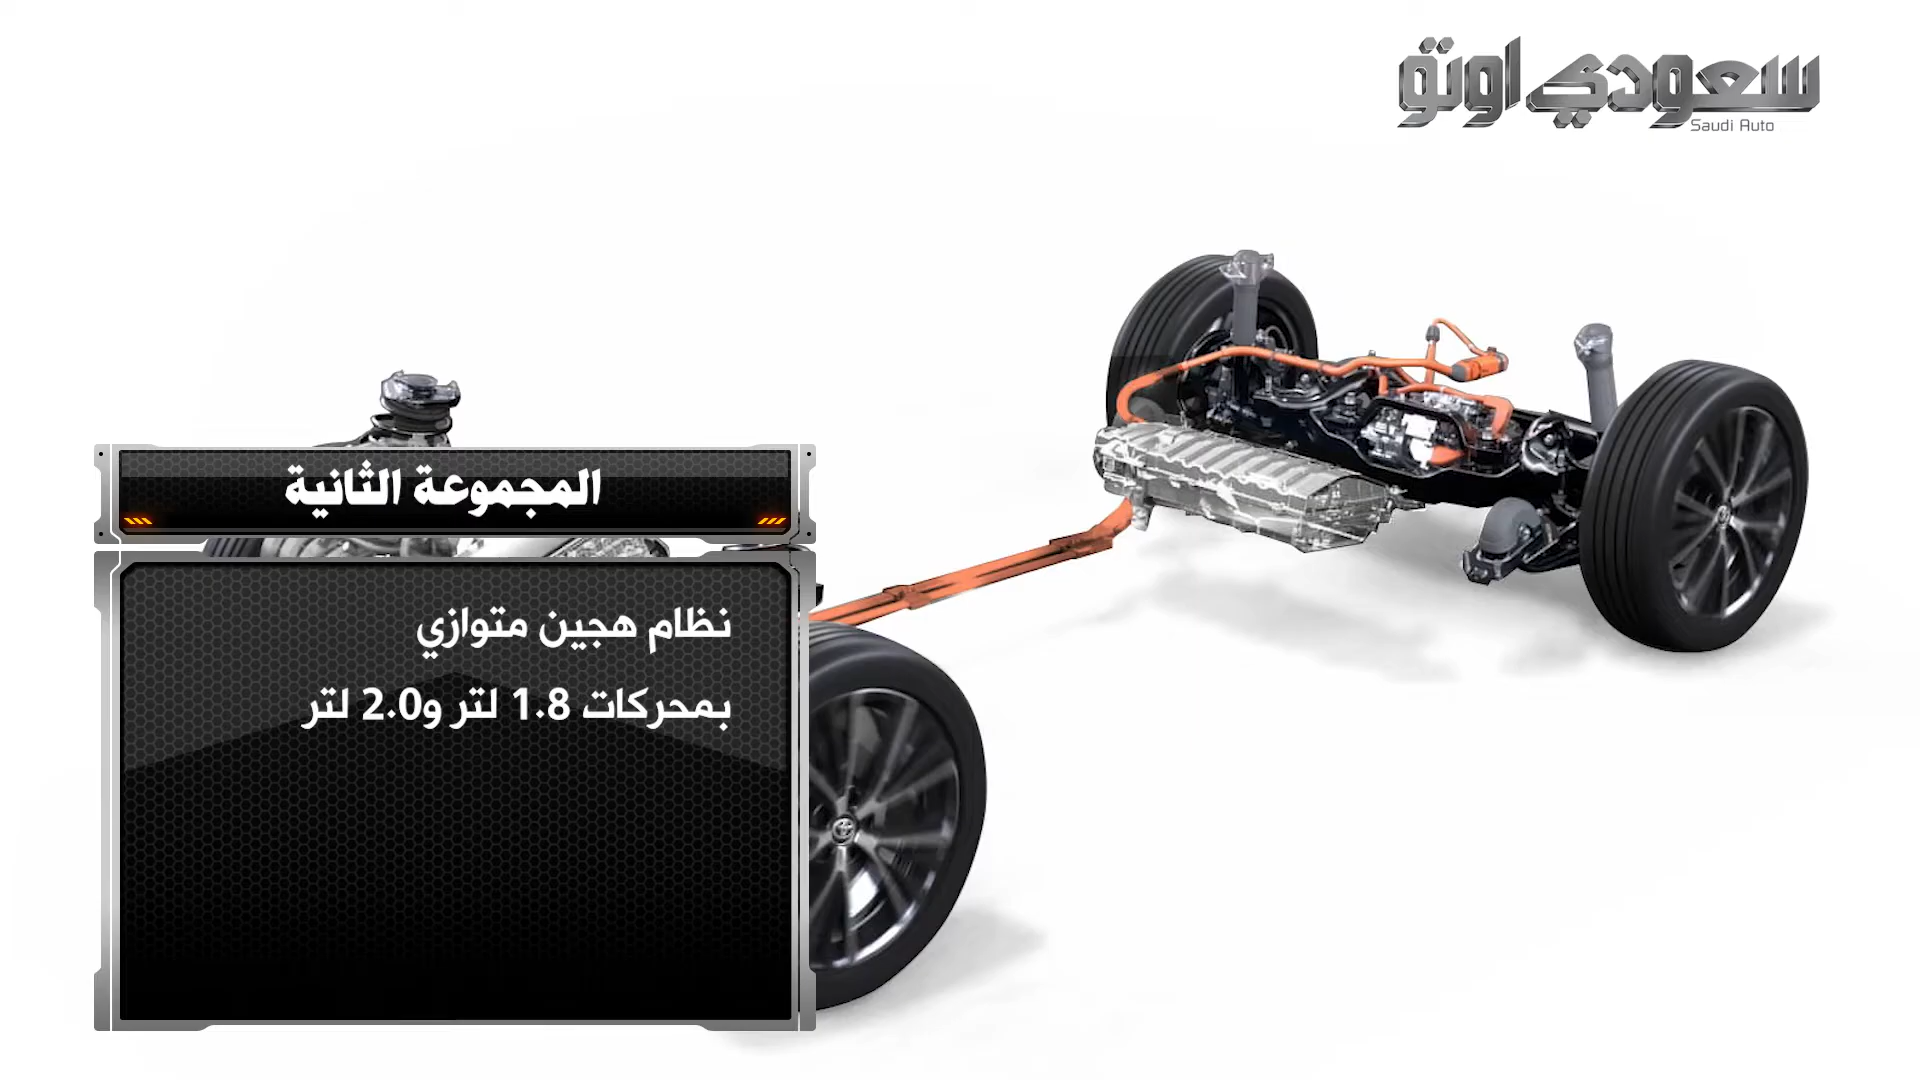 سعودي اوتو
Saudi Auto
المجموعة الثانية
نظام هجين متوازي
بمحركات 1.8 لتر و2.0 لتر